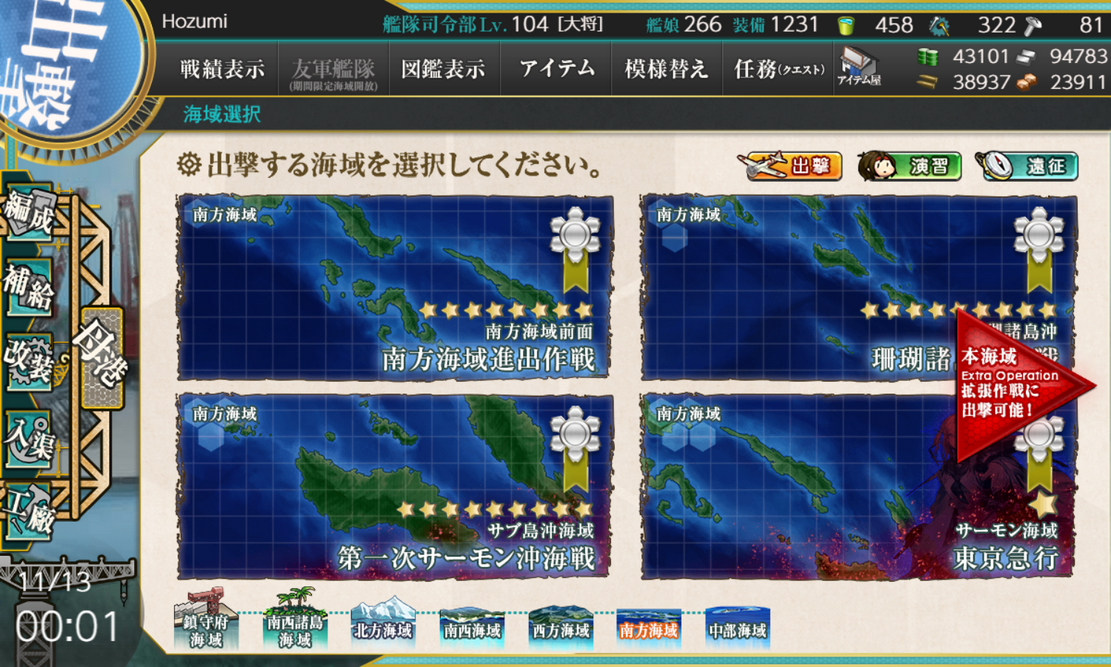 出撃
Hozumi
艦隊司令部Lv. 104 [大将]
艦娘 266
装備 1231
458
322
81
戦績表示
友軍艦隊
(期間限定海域開放)
図鑑表示
アイテム
模様替え
任務(クエスト)
アイテム屋
43101
94783
38937
23911
海域選択
出撃する海域を選択してください。
出撃
演習
遠征
編成
補給
改装
入渠
工廠
母港
南方海域
南方海域前面
南方海域進出作戦
南方海域
瑚諸島沖
珊瑚諸
戦
本海域
Extra Operation
拡張作戦に
出撃可能!
南方海域
サブ島沖海域
第一次サーモン沖海戦
南方海域
サーモン海域
東京急行
11/13
00:01
鎮守府
海域
南西諸島
海域
北方海域
南西海域
西方海域
南方海域
中部海域